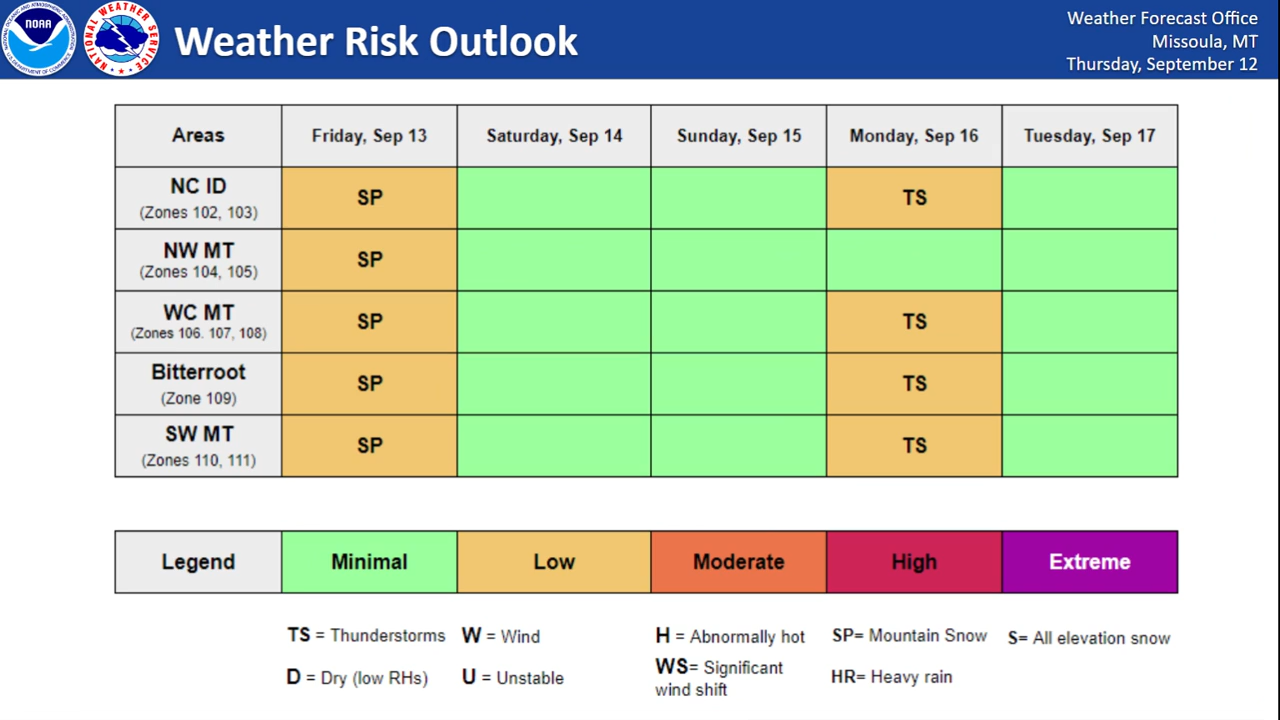 NOAA
NATIONAL WEATHER SERVICE
Weather Risk Outlook
Weather Forecast Office
Missoula, MT
Thursday, September 12
Areas
Friday, Sep 13
Saturday, Sep 14
Sunday, Sep 15
Monday, Sep 16
Tuesday, Sep 17
NC ID
(Zones 102, 103)
SP
TS
NW MT
(Zones 104, 105)
SP
WC MT
(Zones 106. 107, 108)
SP
TS
Bitterroot
(Zone 109)
SP
TS
SW MT
(Zones 110, 111)
SP
TS
Legend
Minimal
Low
Moderate
High
Extreme
TS = Thunderstorms
W = Wind
H = Abnormally hot
SP= Mountain Snow
S= All elevation snow
D = Dry (low RHs)
U = Unstable
WS= Significant
wind shift
HR= Heavy rain